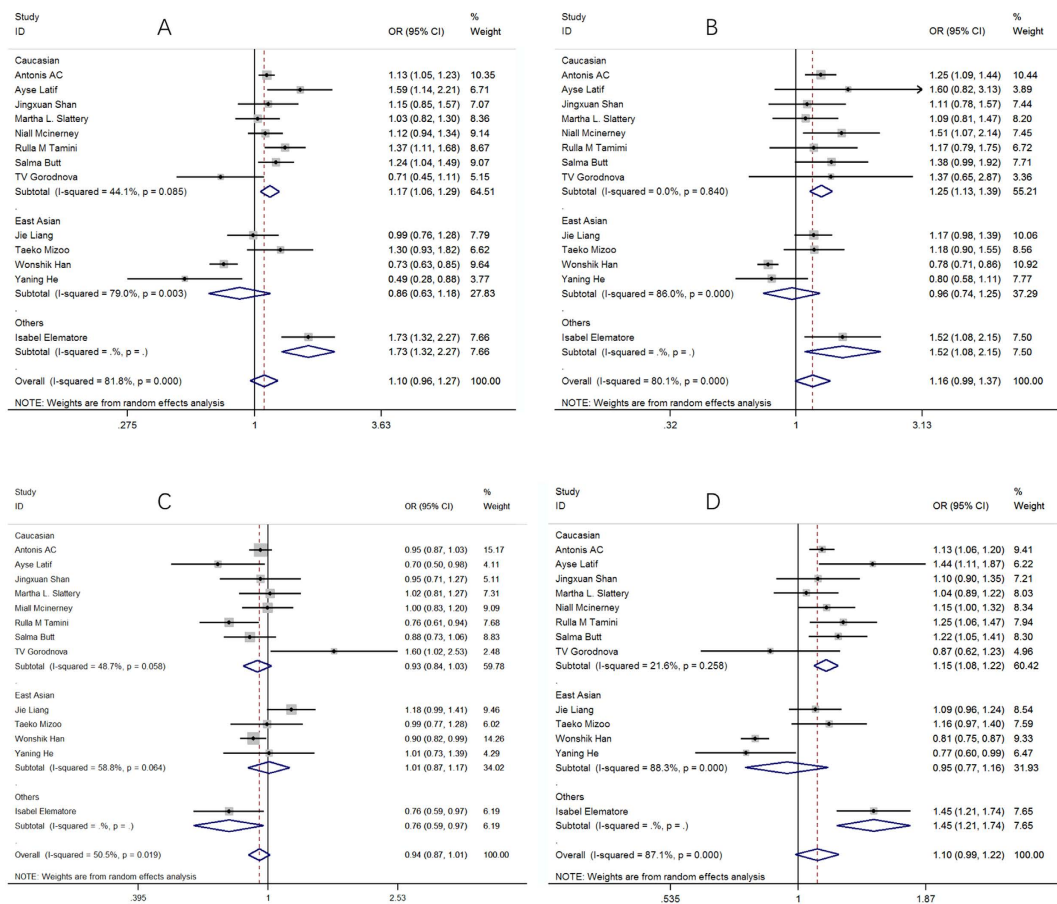 A
Study %
ID OR (95% CI) Weight
Caucasian
Antonis AC 1.13 (1.05, 1.23) 10.35
Ayse Latif 1.59 (1.14, 2.21) 6.71
Jingxuan Shan 1.15 (0.85, 1.57) 7.07
Martha L. Slattery 1.03 (0.82, 1.30) 8.36
Niall Mcinerney 1.12 (0.94, 1.34) 9.14
Rulla M Tamini 1.37 (1.11, 1.68) 8.67
Salma Butt 1.24 (1.04, 1.49) 9.07
TV Gorodnova 0.71 (0.45, 1.11) 5.15
Subtotal (I-squared = 44.1%, p = 0.085) 1.17 (1.06, 1.29) 64.51
.
East Asian
Jie Liang 0.99 (0.76, 1.28) 7.79
Taeko Mizoo 1.30 (0.93, 1.82) 6.62
Wonshik Han 0.73 (0.63, 0.85) 9.64
Yaning He 0.49 (0.28, 0.88) 3.77
Subtotal (I-squared = 79.0%, p = 0.003) 0.86 (0.63, 1.18) 27.83
.
Others
Isabel Elematore 1.73 (1.32, 2.27) 7.66
Subtotal (I-squared = .%, p = .) 1.73 (1.32, 2.27) 7.66
.
Overall (I-squared = 81.8%, p = 0.000) 1.10 (0.96, 1.27) 100.00
NOTE: Weights are from random effects analysis
.275 1 3.63
B
Study %
ID OR (95% CI) Weight
Caucasian
Antonis AC 1.25 (1.09, 1.44) 10.44
Ayse Latif 1.60 (0.82, 3.13) 3.89
Jingxuan Shan 1.11 (0.78, 1.57) 7.44
Martha L. Slattery 1.09 (0.81, 1.47) 8.20
Niall Mcinerney 1.51 (1.07, 2.14) 7.45
Rulla M Tamimi 1.17 (0.79, 1.75) 6.72
Salma Butt 1.38 (0.99, 1.92) 7.71
TV Gorodnova 1.37 (0.65, 2.87) 3.36
Subtotal (I-squared = 0.0%, p = 0.840) 1.25 (1.13, 1.39) 55.21
.
East Asian
Jie Liang 1.17 (0.98, 1.39) 10.06
Taeko Mizoo 1.18 (0.90, 1.55) 8.56
Wonshik Han 0.78 (0.71, 0.86) 10.92
Yaning He 0.80 (0.58, 1.11) 7.77
Subtotal (I-squared = 86.0%, p = 0.000) 0.96 (0.74, 1.25) 37.29
.
Others
Isabel Elematore 1.52 (1.08, 2.15) 7.50
Subtotal (I-squared = .%, p = .) 1.52 (1.08, 2.15) 7.50
.
Overall (I-squared = 80.1%, p = 0.000) 1.16 (0.99, 1.37) 100.00
NOTE: Weights are from random effects analysis
.32 1 3.13
C
Study %
ID OR (95% CI) Weight
Caucasian
Antonis AC 0.95 (0.87, 1.03) 15.17
Ayse Latif 0.70 (0.50, 0.98) 4.11
Jingxuan Shan 0.95 (0.71, 1.27) 5.11
Martha L. Slattery 1.02 (0.81, 1.27) 7.31
Miall Mcinerney 1.00 (0.83, 1.20) 9.09
Rulla M Tamini 0.76 (0.61, 0.94) 7.68
Salma Butt 0.88 (0.73, 1.06) 8.83
TV Gorodnova 1.60 (1.02, 2.53) 2.48
Subtotal (I-squared = 48.7%, p = 0.058) 0.93 (0.84, 1.03) 59.78
.
East Asian
Jie Liang 1.18 (0.99, 1.41) 9.46
Taeko Mizoo 0.99 (0.77, 1.28) 6.02
Wonshik Han 0.90 (0.82, 0.99) 14.26
Yaning He 1.01 (0.73, 1.39) 4.29
Subtotal (I-squared = 58.8%, p = 0.064) 1.01 (0.87, 1.17) 34.02
.
Others
Isabel Elematore 0.76 (0.59, 0.97) 6.19
Subtotal (I-squared = .%, p = .) 0.76 (0.59, 0.97) 6.19
.
Overall (I-squared = 50.5%, p = 0.019) 0.94 (0.87, 1.01) 100.00
NOTE: Weights are from random effects analysis
.395 1 2.53
D
Study %
ID OR (95% CI) Weight
Caucasian
Antonis AC 1.13 (1.06, 1.20) 9.41
Ayse Latif 1.44 (1.11, 1.87) 6.22
Jingxuan Shan 1.10 (0.90, 1.35) 7.21
Martha L. Slattery 1.04 (0.89, 1.22) 8.03
Niall Mcinerney 1.15 (1.00, 1.32) 8.34
Rulla M Tamini 1.25 (1.06, 1.47) 7.94
Salma Butt 1.22 (1.05, 1.41) 8.30
TV Gorodnova 0.87 (0.62, 1.23) 4.96
Subtotal (I-squared = 21.6%, p = 0.258) 1.15 (1.08, 1.22) 60.42
.
East Asian
Jie Liang 1.09 (0.96, 1.24) 8.54
Taeko Mizoo 1.16 (0.97, 1.40) 7.59
Wonshik Han 0.81 (0.75, 0.87) 9.33
Yaning He 0.77 (0.60, 0.99) 6.47
Subtotal (I-squared = 88.3%, p = 0.000) 0.95 (0.77, 1.16) 31.93
.
Others
Isabel Elematore 1.45 (1.21, 1.74) 7.65
Subtotal (I-squared = .%, p = .) 1.45 (1.21, 1.74) 7.65
.
Overall (I-squared = 87.1%, p = 0.000) 1.10 (0.99, 1.22) 100.00
NOTE: Weights are from random effects analysis
.535 1 1.87